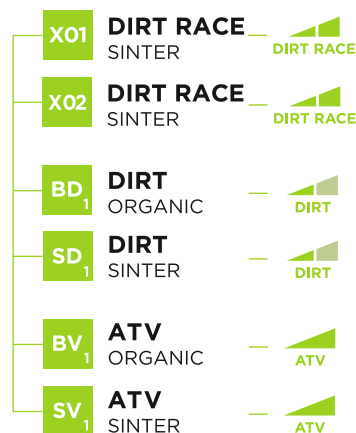 X01 DIRT RACE
SINTER DIRT RACE
X02 DIRT RACE
SINTER DIRT RACE
BD1 DIRT
ORGANIC DIRT
SD1 DIRT
SINTER DIRT
BV1 ATV
ORGANIC ATV
SV1 ATV
SINTER ATV